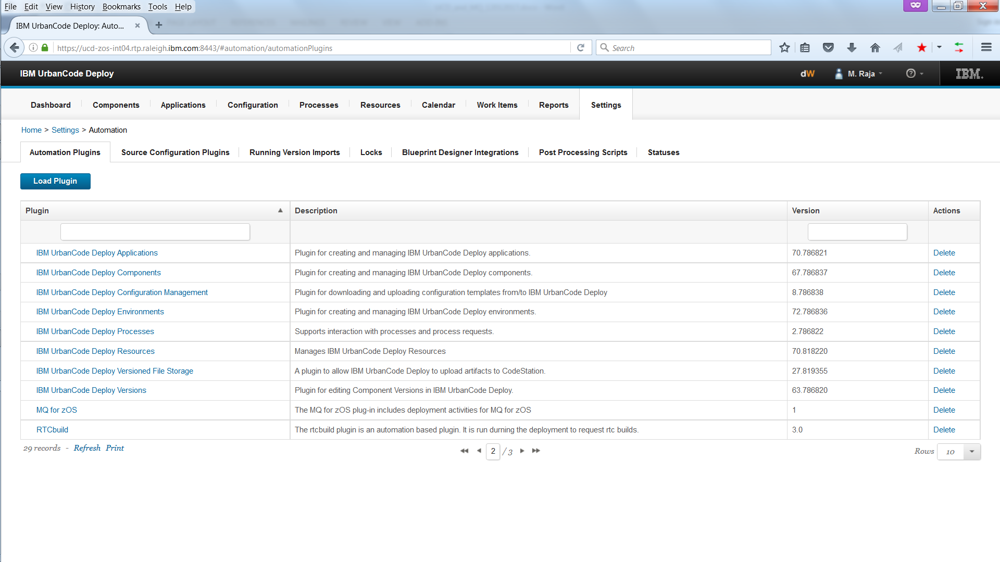 File Edit View History Bookmarks Tools Help
IBM UrbanCode Deploy: Auto...
https://ucd-zos-int04.rtp.raleigh.ibm.com:8443/#automation/automationPlugins
Search
IBM UrbanCode Deploy
dW
M. Raja
IBM
Dashboard Components Applications Configuration Processes Resources Calendar Work Items Reports Settings
Home > Settings > Automation
Automation Plugins Source Configuration Plugins Running Version Imports Locks Blueprint Designer Integrations Post Processing Scripts Statuses
Load Plugin
Plugin Description Version Actions
IBM UrbanCode Deploy Applications Plugin for creating and managing IBM UrbanCode Deploy applications. 70.786821 Delete
IBM UrbanCode Deploy Components Plugin for creating and managing IBM UrbanCode Deploy components. 67.786837 Delete
IBM UrbanCode Deploy Configuration Management Plugin for downloading and uploading configuration templates from/to IBM UrbanCode Deploy 8.786838 Delete
IBM UrbanCode Deploy Environments Plugin for creating and managing IBM UrbanCode Deploy environments. 72.786836 Delete
IBM UrbanCode Deploy Processes Supports interaction with processes and process requests. 2.786822 Delete
IBM UrbanCode Deploy Resources Manages IBM UrbanCode Deploy Resources 70.818220 Delete
IBM UrbanCode Deploy Versioned File Storage A plugin to allow IBM UrbanCode Deploy to upload artifacts to CodeStation. 27.819355 Delete
IBM UrbanCode Deploy Versions Plugin for editing Component Versions in IBM UrbanCode Deploy. 63.786820 Delete
MQ for zOS The MQ for zOS plug-in includes deployment activities for MQ for zOS 1 Delete
RTCbuild The rtcbuild plugin is an automation based plugin. It is run durning the deployment to request rtc builds. 3.0 Delete
29 records - Refresh Print 2 / 3 Rows 10